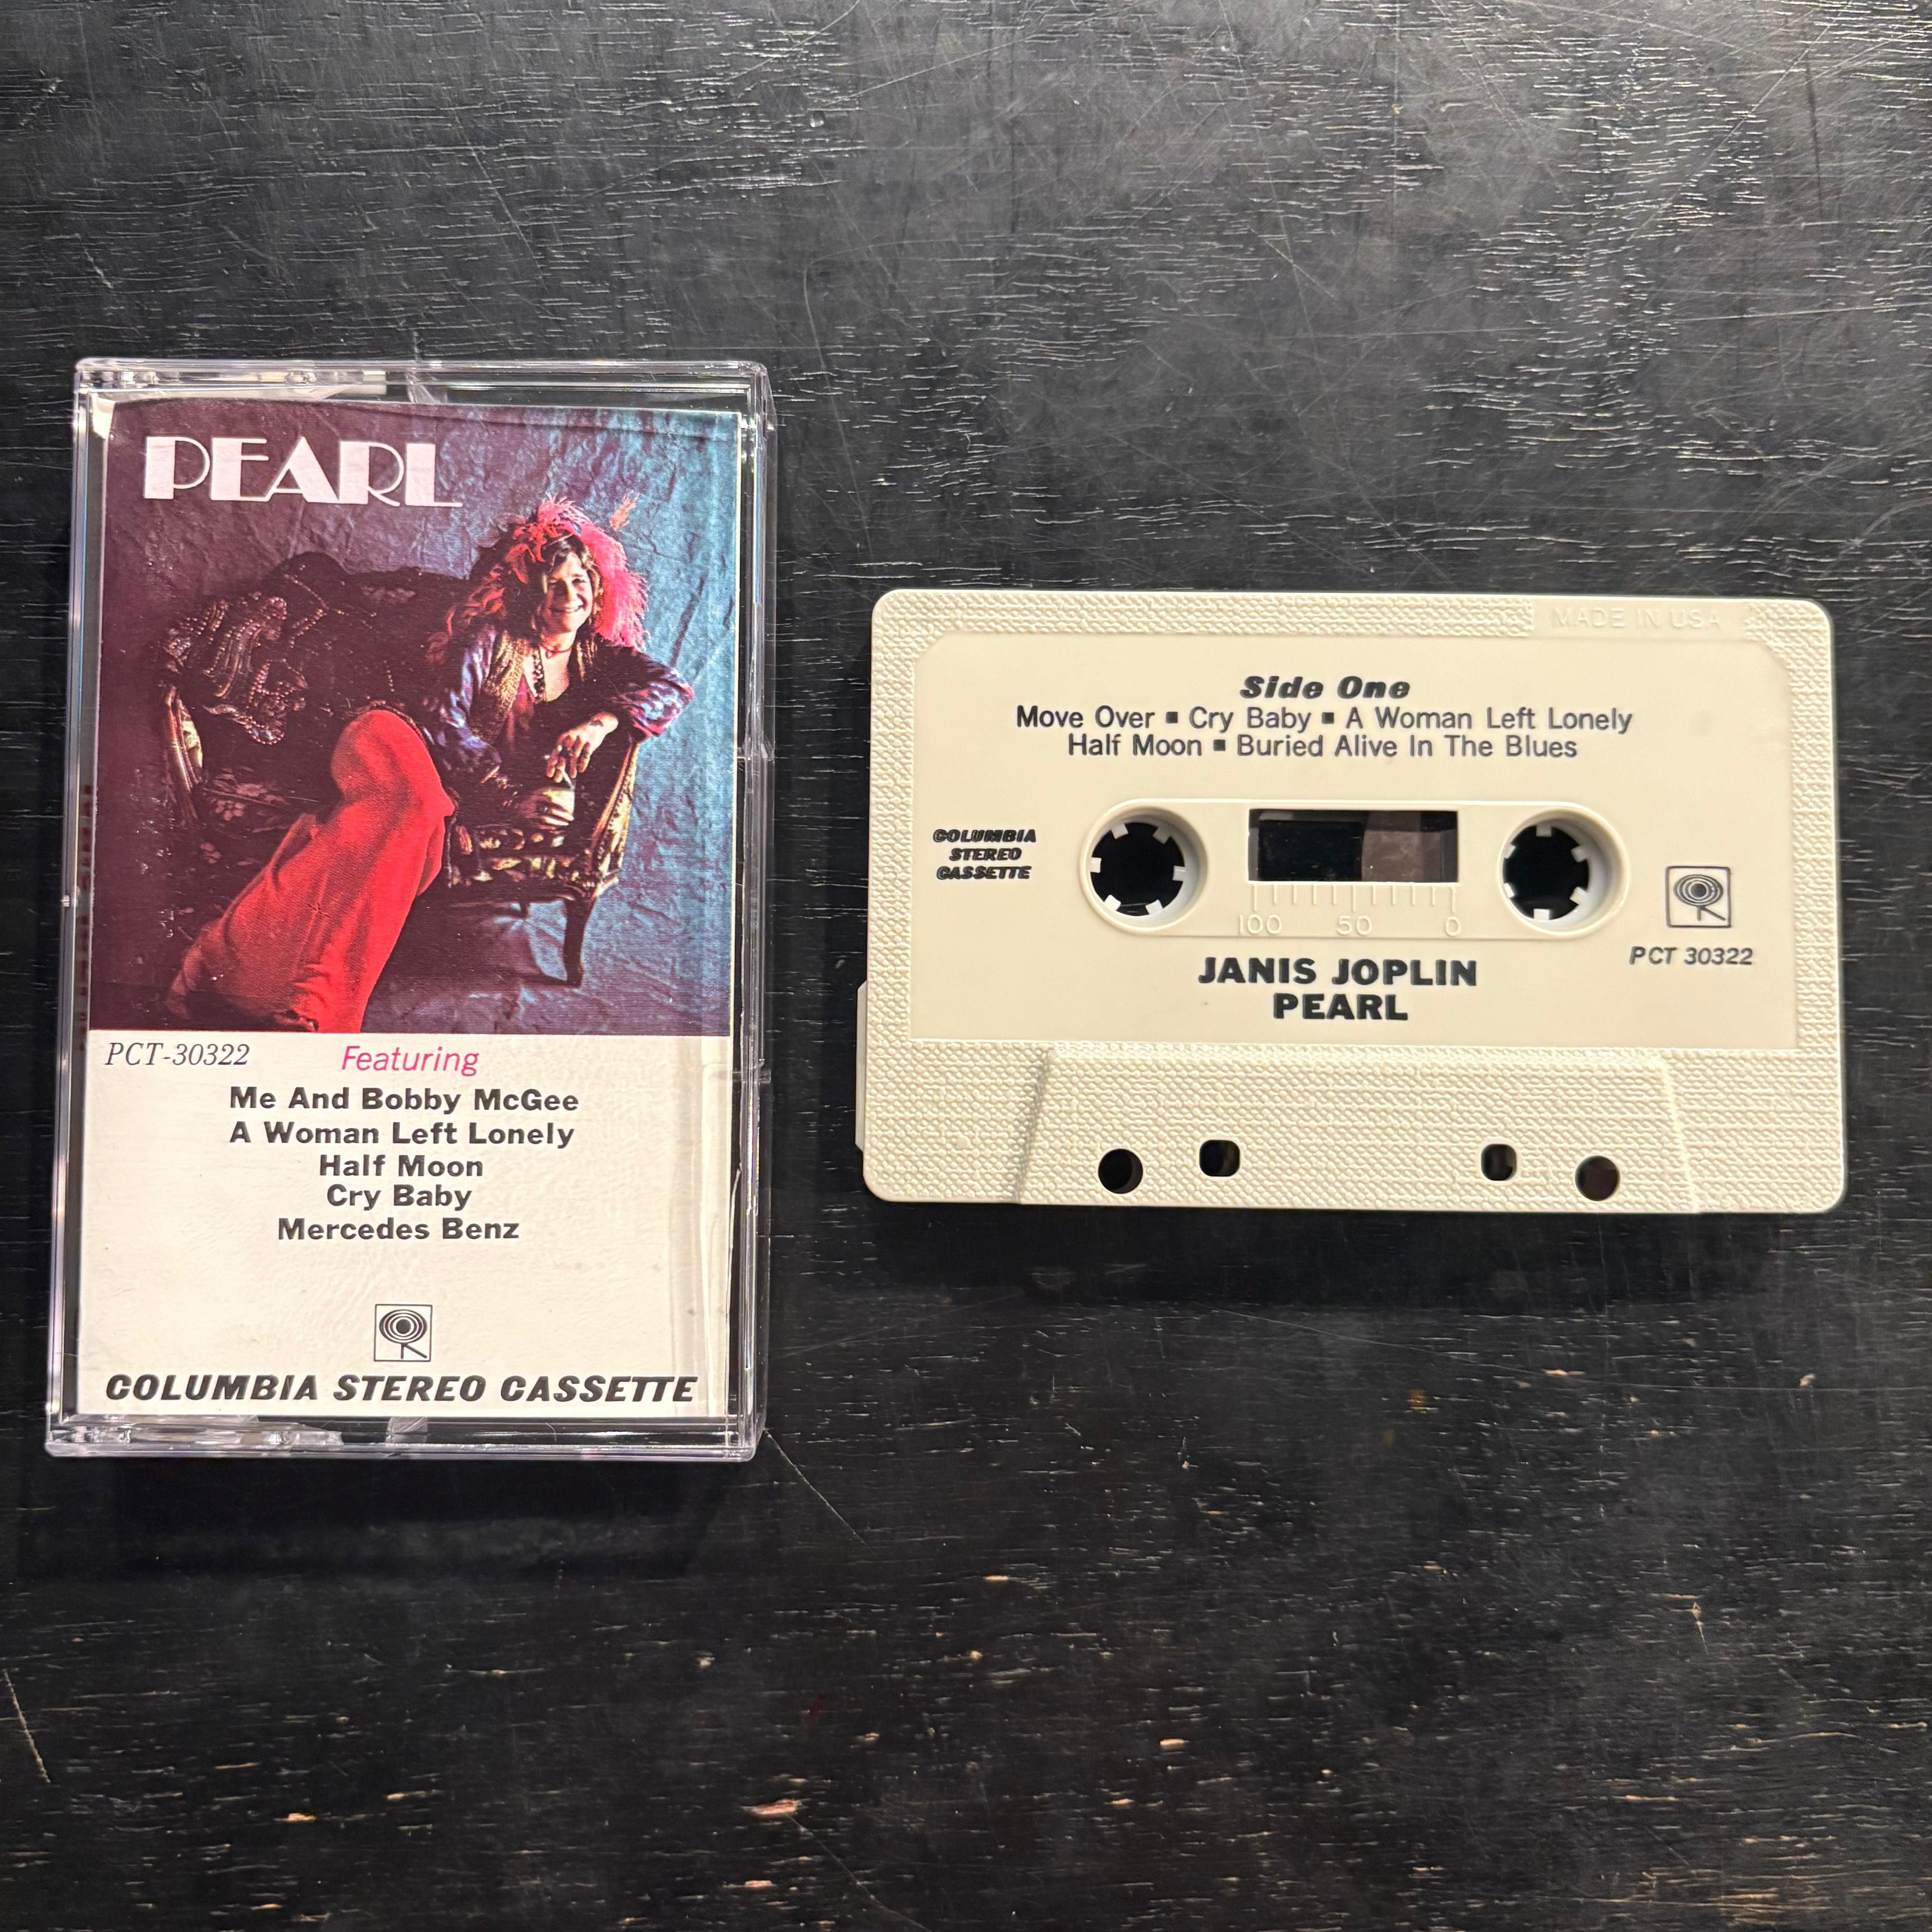 PEARL
PCT-30322
Featuring
Me And Bobby McGee
A Woman Left Lonely
Half Moon
Cry Baby
Mercedes Benz
COLUMBIA STEREO CASSETTE
MADE IN USA
Side One
Move Over ■ Cry Baby ■ A Woman Left Lonely
Half Moon ■ Buried Alive In The Blues
COLUMBIA
STEREO
CASSETTE
100 50 0
PCT 30322
JANIS JOPLIN
PEARL